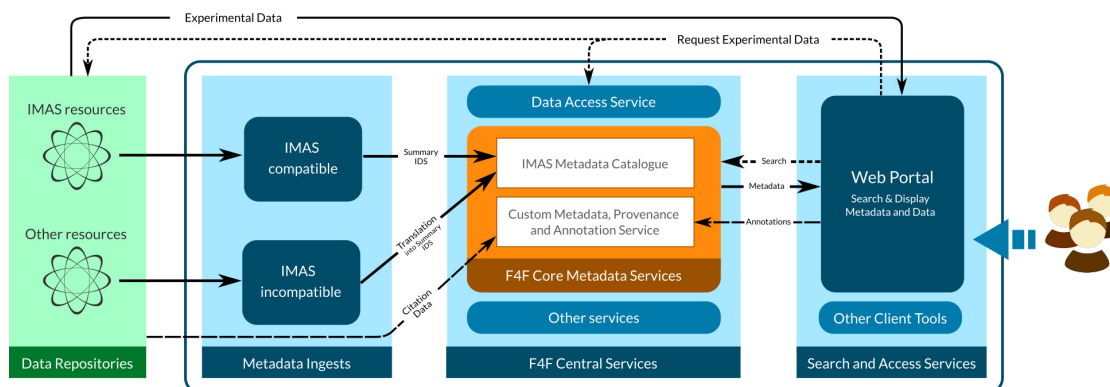 Experimental Data
Request Experimental Data
IMAS resources
Other resources
Data Repositories
IMAS
compatible
IMAS
incompatible
Metadata Ingests
Summary
IDS
Translation
into Summary
IDS
Citation
Data
Data Access Service
IMAS Metadata Catalogue
Custom Metadata, Provenance
and Annotation Service
F4F Core Metadata Services
Other services
F4F Central Services
Search
Metadata
Annotations
Web Portal
Search & Display
Metadata and Data
Other Client Tools
Search and Access Services